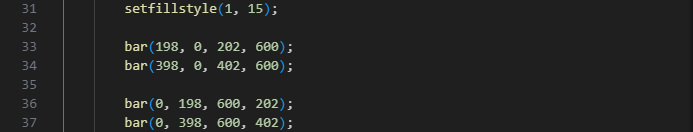 31 setfillstyle(1, 15);
32
33 bar(198, 0, 202, 600);
34 bar(398, 0, 402, 600);
35
36 bar(0, 198, 600, 202);
37 bar(0, 398, 600, 402);